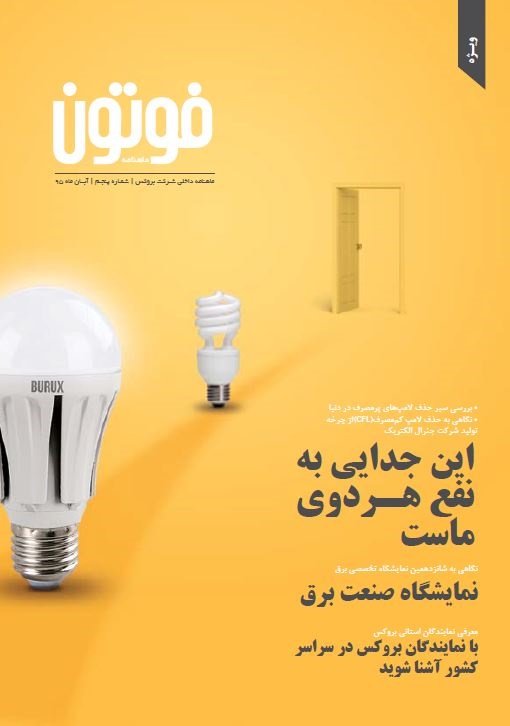 ویـژه
فوتون
ماهنامه
ماهنامه داخلی شرکت بروکس | شماره پنجم | آبـان ماه ۹۵
BURUX
• بررسی سیر حذف لامپ‌های پرمصرف در دنیا
• نگاهی به حذف لامپ کم‌مصرف(CFL)از چرخه
تولید شرکت جنرال الکتریک
این جدایی به
نفع هــردوی
ماست
نگاهی به شانزدهمین نمایشگاه تخصصی برق
نمایشگاه صنعت برق
معرفی نمایندگان استانی بروکس
با نمایندگان بروکس در سراسر
کشور آشنا شوید